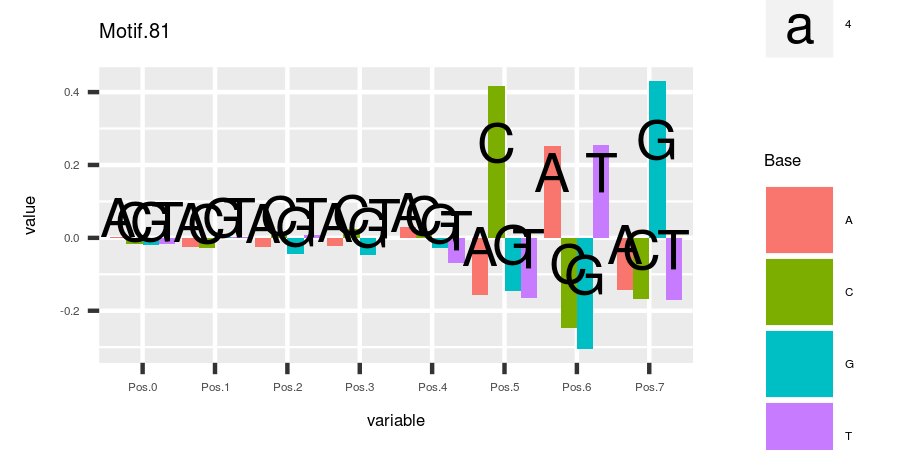 Motif.81
a 4
value
0.4
0.2
0.0
-0.2
A C G T A C G T A C G T A C G T A C G T A C G T A C G T A C G T
Pos.0 Pos.1 Pos.2 Pos.3 Pos.4 Pos.5 Pos.6 Pos.7
variable
Base
A
C
G
T